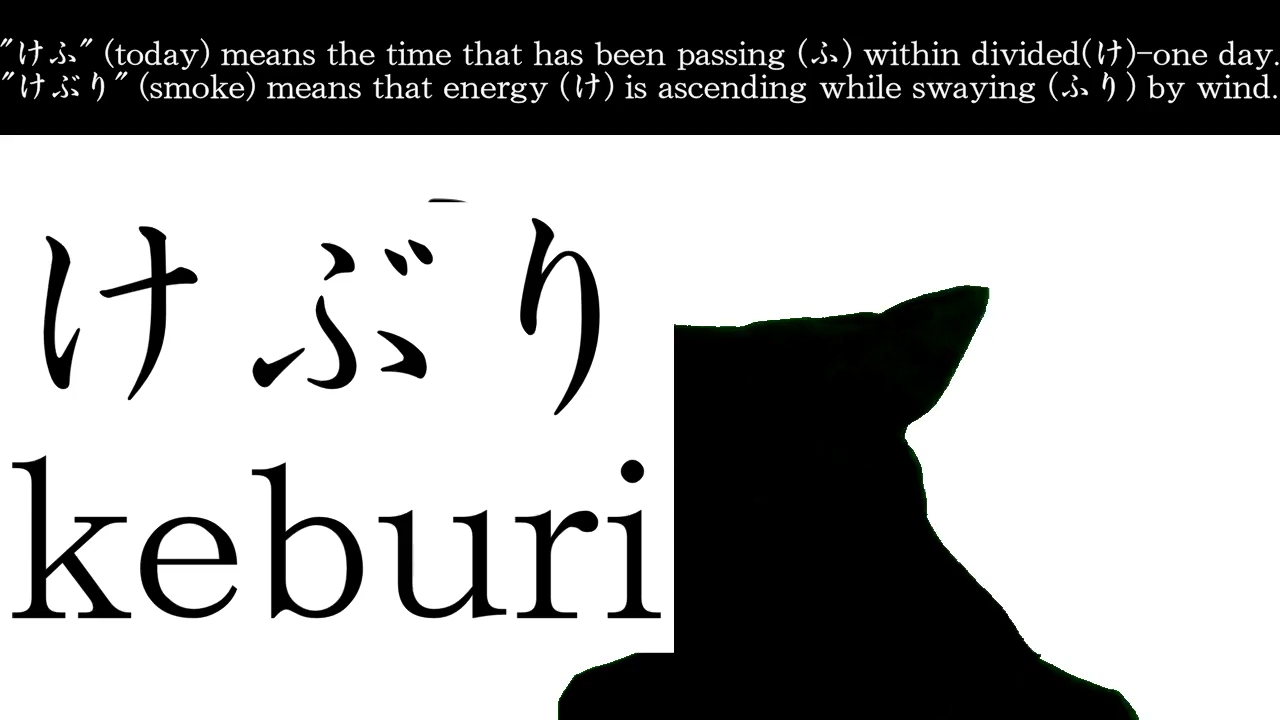 "けふ" (today) means the time that has been passing (ふ) within divided(け)-one day.
"けぶり" (smoke) means that energy (け) is ascending while swaying (ふり) by wind.
けぶり
keburi